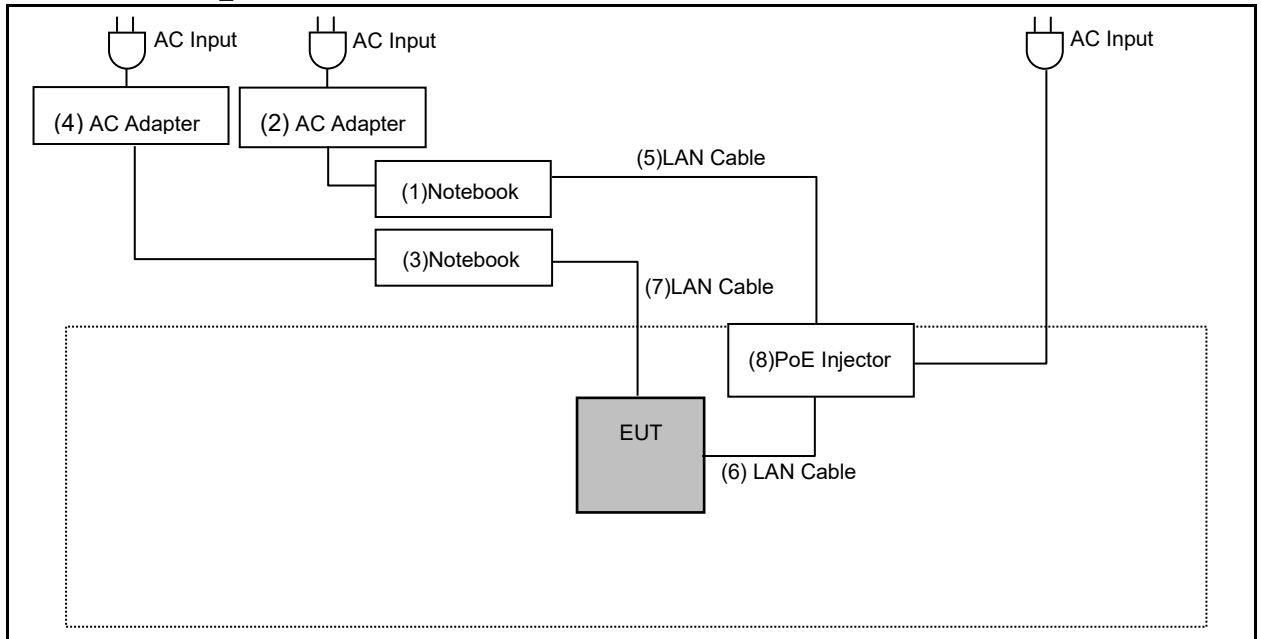 AC Input
AC Input
AC Input
(4) AC Adapter
(2) AC Adapter
(5)LAN Cable
(1)Notebook
(3)Notebook
(7)LAN Cable
(8)PoE Injector
EUT
(6) LAN Cable